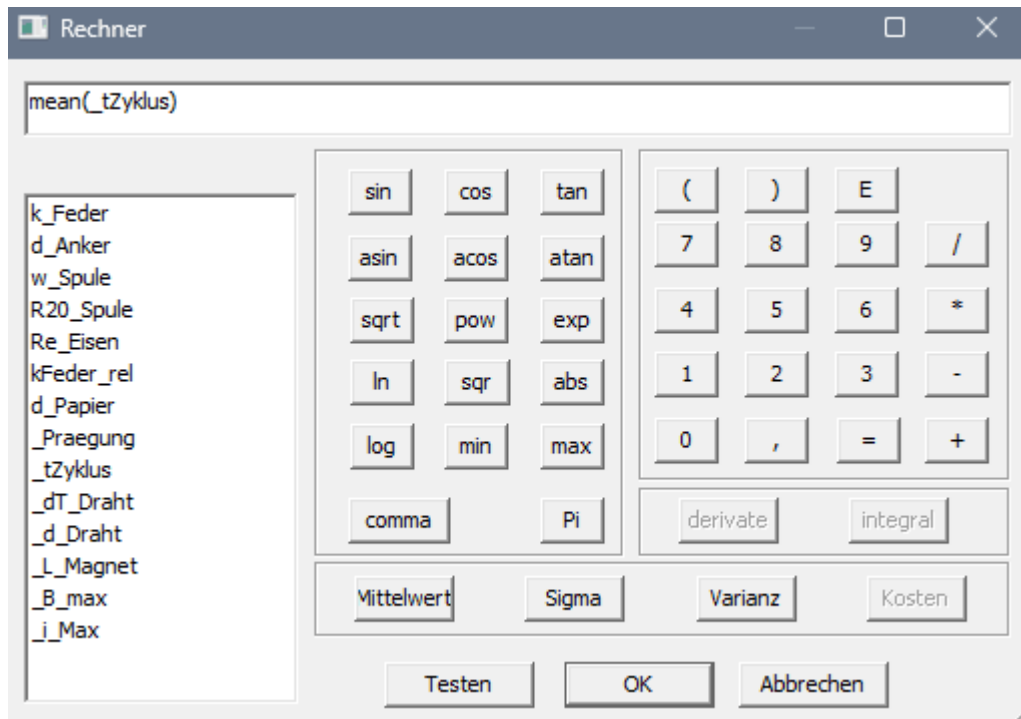 Rechner
mean(_tZyklus)
k_Feder
d_Anker
w_Spule
R20_Spule
Re_Eisen
kFeder_rel
d_Papier
_Praegung
_tZyklus
_dT_Draht
_d_Draht
_L_Magnet
_B_max
_i_Max
sin cos tan
asin acos atan
sqrt pow exp
ln sqr abs
log min max
comma Pi
( ) E
7 8 9 /
4 5 6 *
1 2 3 -
0 , = +
derivate integral
Mittelwert Sigma Varianz Kosten
Testen OK Abbrechen